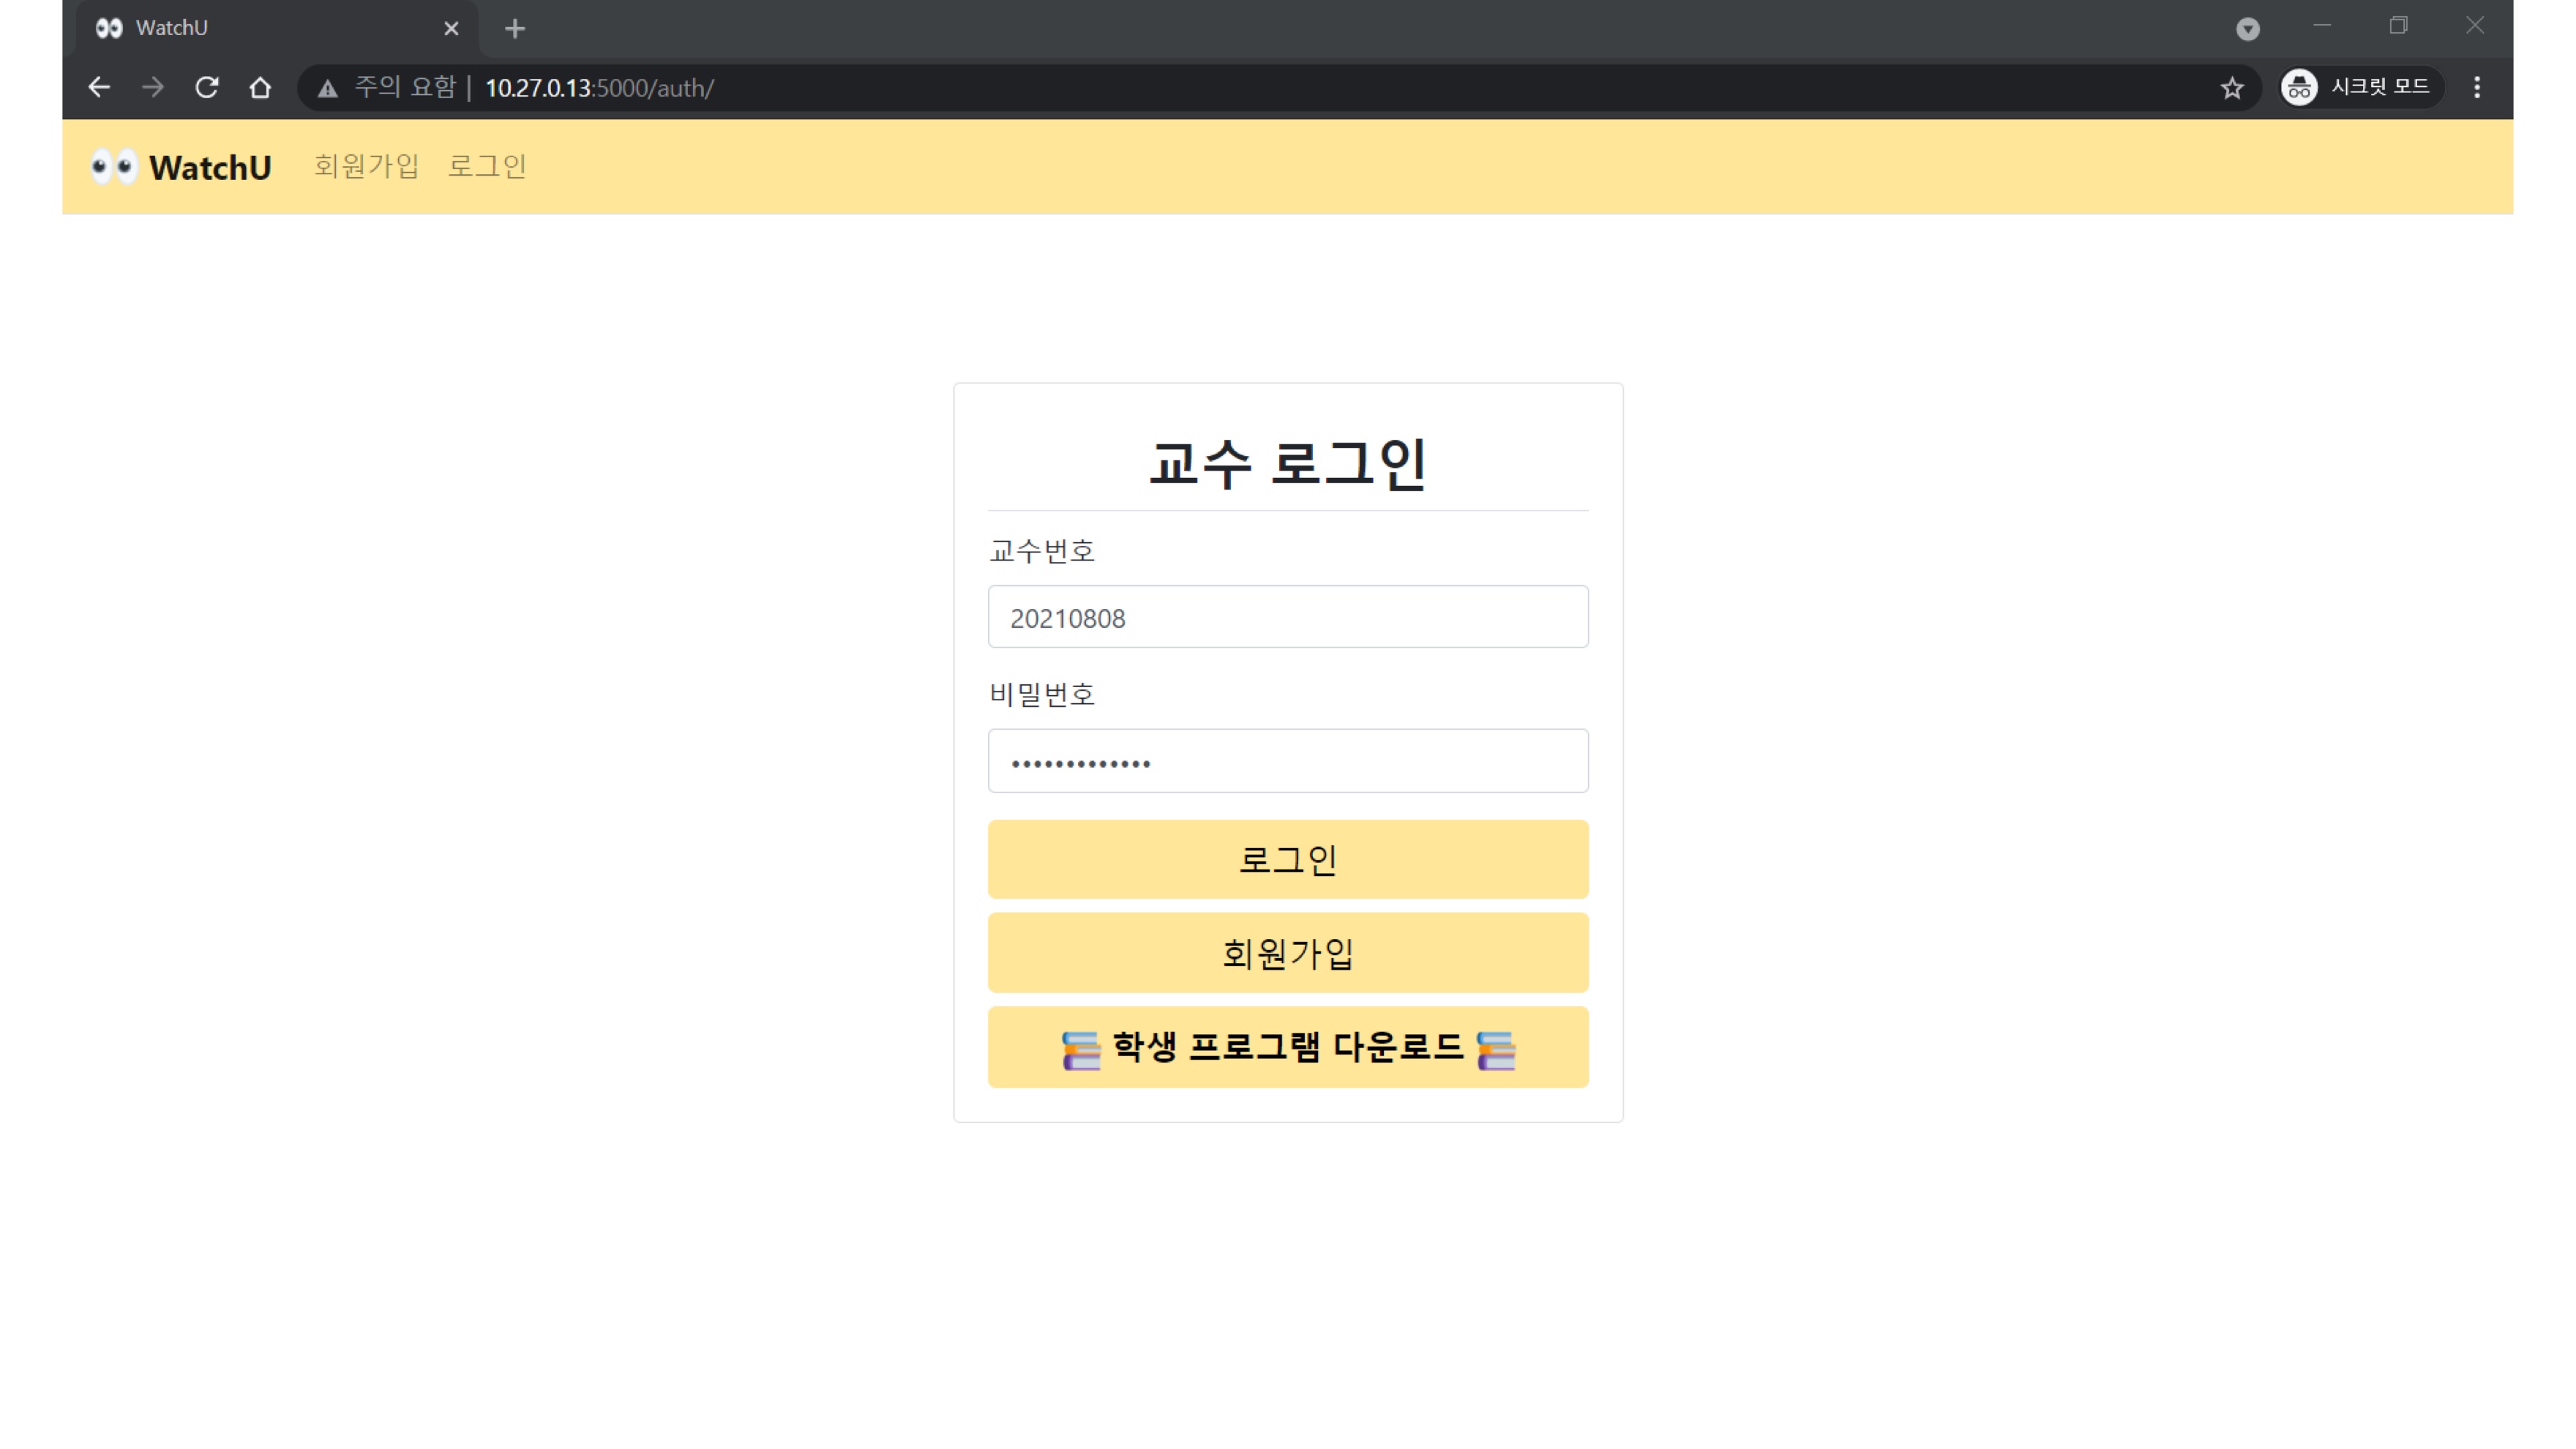 WatchU
주의 요함 | 10.27.0.13:5000/auth/ 시크릿 모드
WatchU 회원가입 로그인
교수 로그인
교수번호
20210808
비밀번호
•••••••••••••
로그인
회원가입
학생 프로그램 다운로드